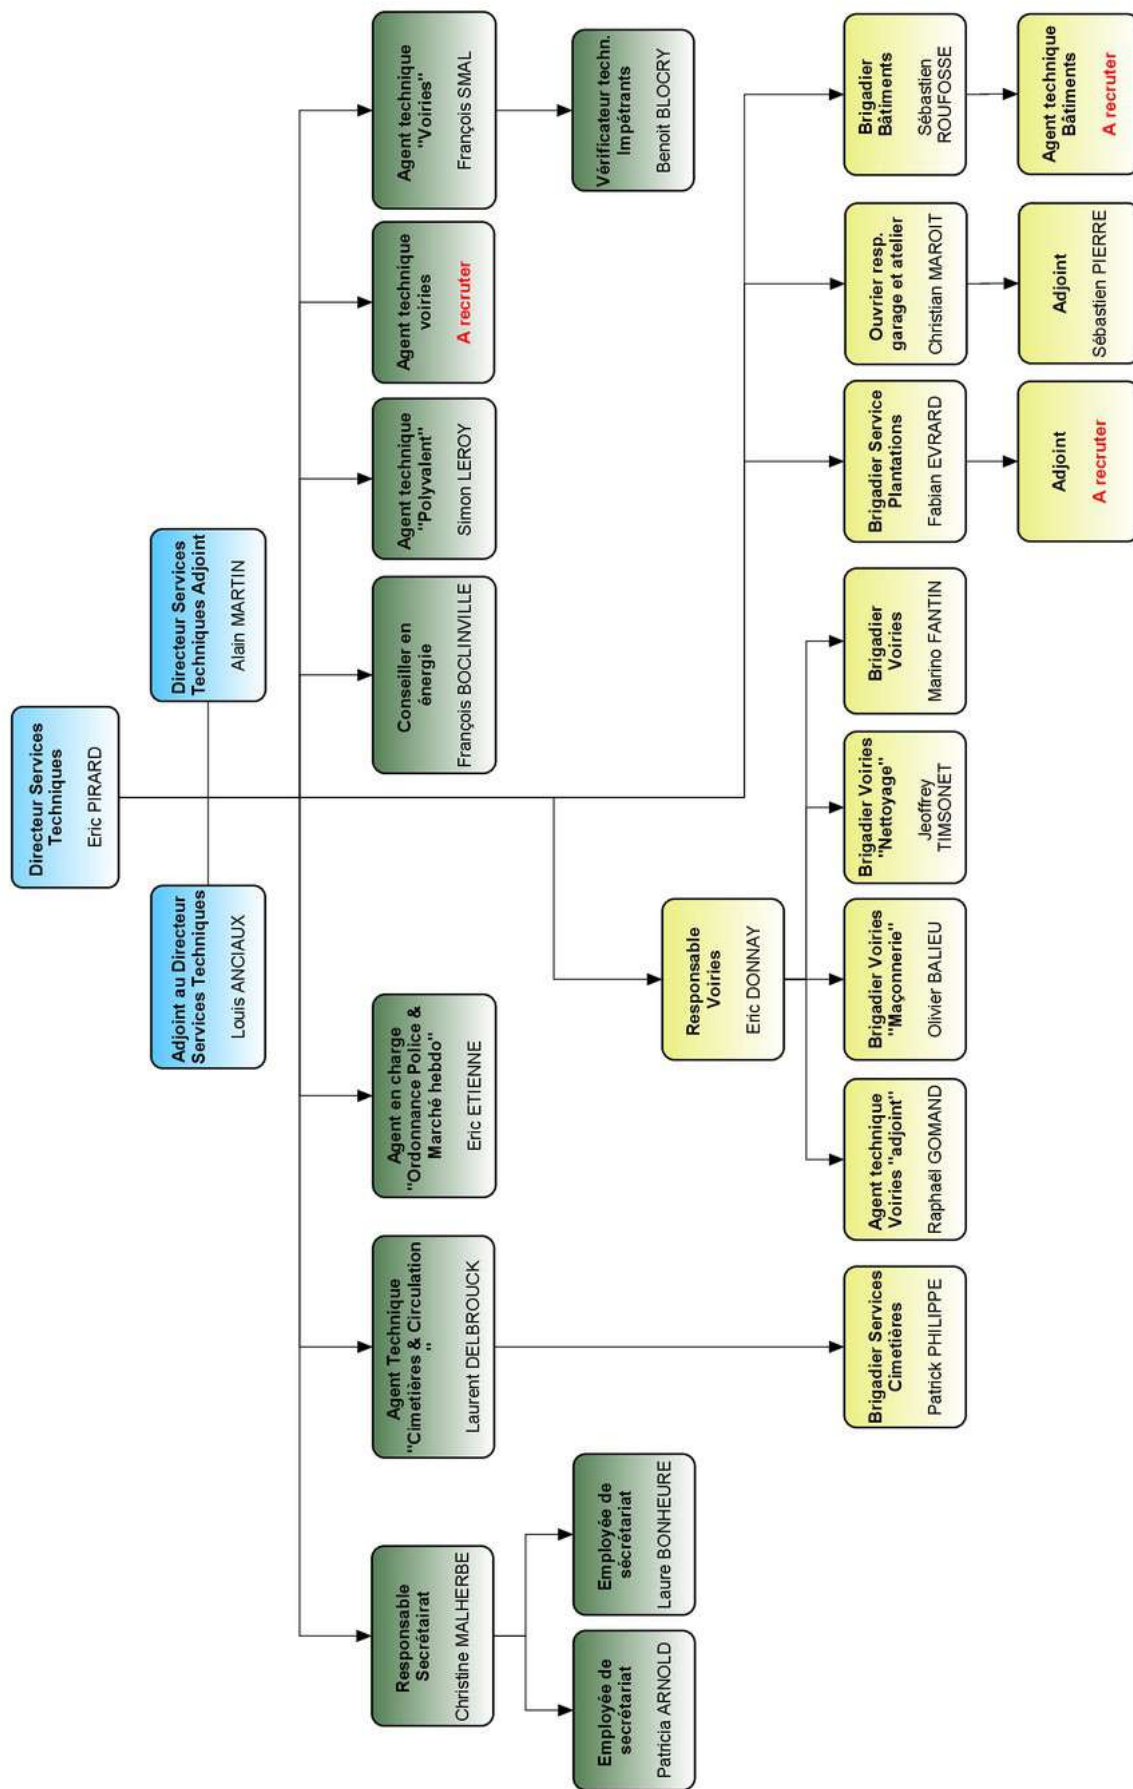 Directeur Services
Techniques
Eric PIRARD
Adjoint au Directeur
Services Techniques
Louis ANCIAUX
Directeur Services
Techniques Adjoint
Alain MARTIN
Responsable
Secrétairat
Christine MALHERBE
Agent Technique
"Cimetières & Circulation
"
Laurent DELBROUCK
Agent en charge
"Ordonnance Police &
Marché hebdo"
Eric ETIENNE
Conseiller en
énergie
François BOCLINVILLE
Agent technique
"Polyvalent"
Simon LEROY
Agent technique
voiries
A recruter
Agent technique
"Voiries"
François SMAL
Employée de
secrétariat
Patricia ARNOLD
Employée de
sécrétariat
Laure BONHEURE
Vérificateur techn.
Impétrants
Benoit BLOCRY
Responsable
Voiries
Eric DONNAY
Brigadier Services
Cimetières
Patrick PHILIPPE
Agent technique
Voiries "adjoint"
Raphaël GOMAND
Brigadier Voiries
"Maçonnerie"
Olivier BALIEU
Brigadier Voiries
"Nettoyage"
Jeoffrey
TIMSONET
Brigadier
Voiries
Marino FANTIN
Brigadier Service
Plantations
Fabian EVRARD
Ouvrier resp.
garage et atelier
Christian MAROIT
Brigadier
Bâtiments
Sébastien
ROUFOSSE
Adjoint
A recruter
Adjoint
Sébastien PIERRE
Agent technique
Bâtiments
A recruter